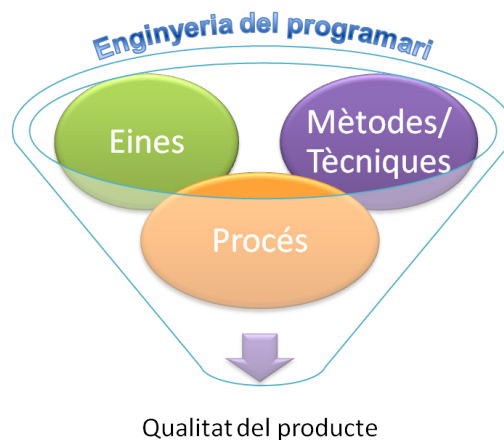 Enginyeria del programari
Eines
Mètodes/
Tècniques
Procés
Qualitat del producte